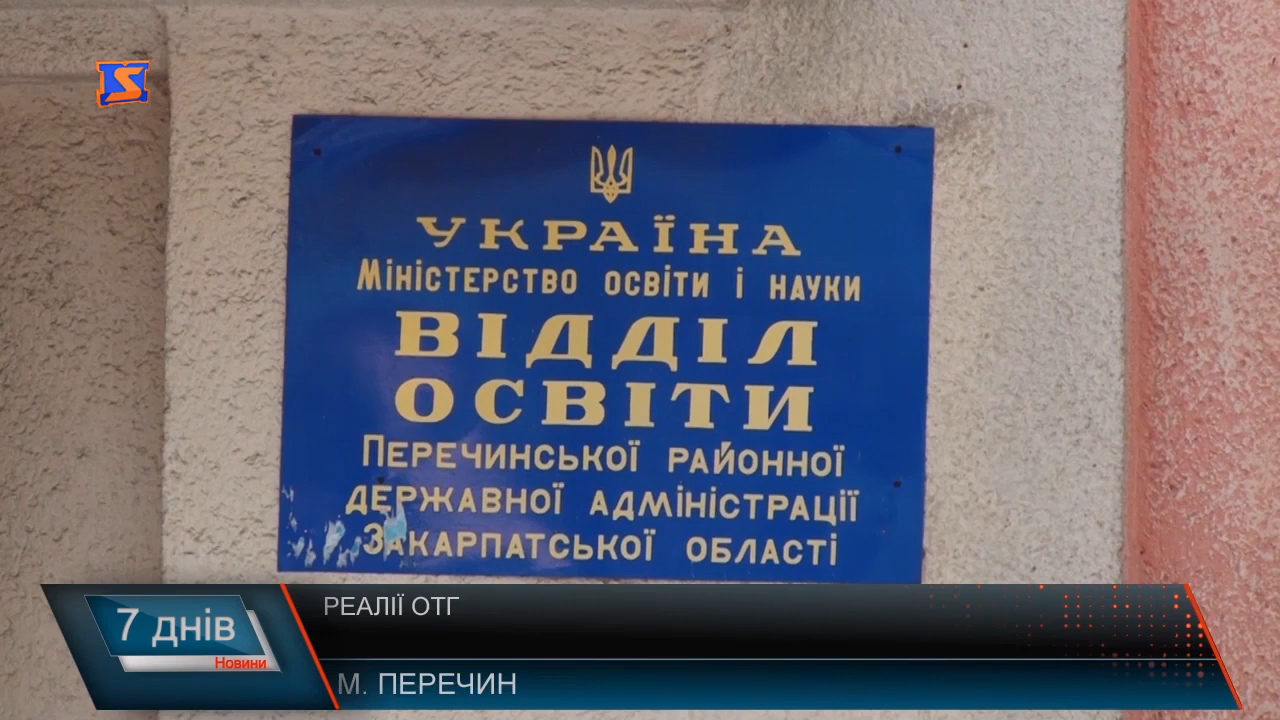 УКРАЇНА
Міністерство освіти і науки
ВІДДІЛ
ОСВІТИ
Перечинської районної
державної адміністрації
Закарпатської області
РЕАЛІЇ ОТГ
7 днів
Новини
М. ПЕРЕЧИН